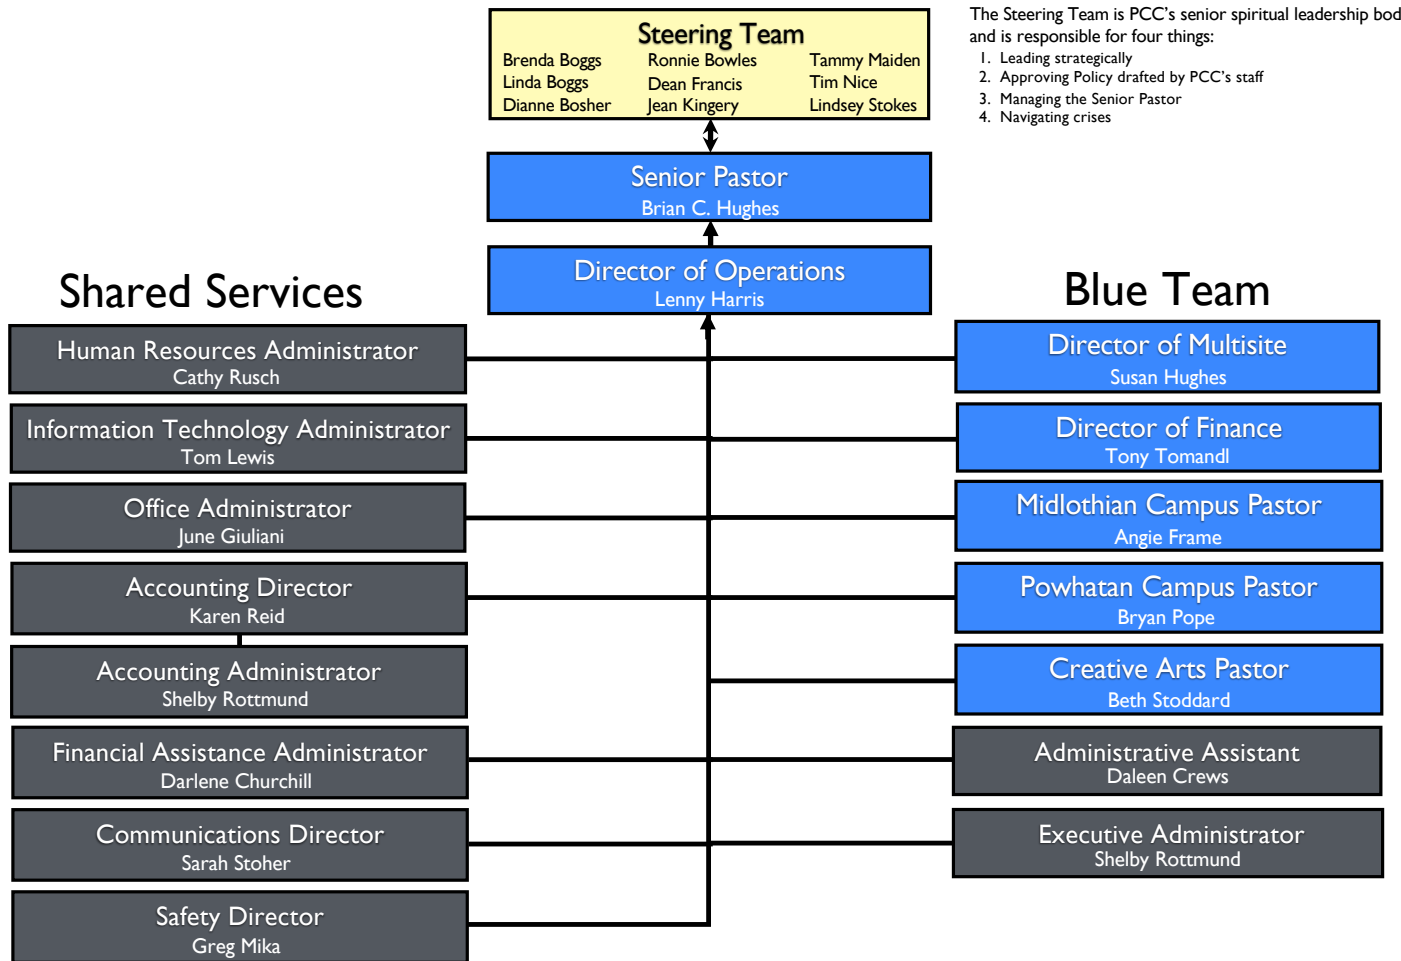 Steering Team
Brenda Boggs Ronnie Bowles Tammy Maiden
Linda Boggs Dean Francis Tim Nice
Dianne Bosher Jean Kingery Lindsey Stokes
The Steering Team is PCC's senior spiritual leadership bod
and is responsible for four things:
1. Leading strategically
2. Approving Policy drafted by PCC's staff
3. Managing the Senior Pastor
4. Navigating crises
Senior Pastor
Brian C. Hughes
Director of Operations
Lenny Harris
Shared Services
Human Resources Administrator
Cathy Rusch
Information Technology Administrator
Tom Lewis
Office Administrator
June Giuliani
Accounting Director
Karen Reid
Accounting Administrator
Shelby Rottmund
Financial Assistance Administrator
Darlene Churchill
Communications Director
Sarah Stoher
Safety Director
Greg Mika
Blue Team
Director of Multisite
Susan Hughes
Director of Finance
Tony Tomandl
Midlothian Campus Pastor
Angie Frame
Powhatan Campus Pastor
Bryan Pope
Creative Arts Pastor
Beth Stoddard
Administrative Assistant
Daleen Crews
Executive Administrator
Shelby Rottmund